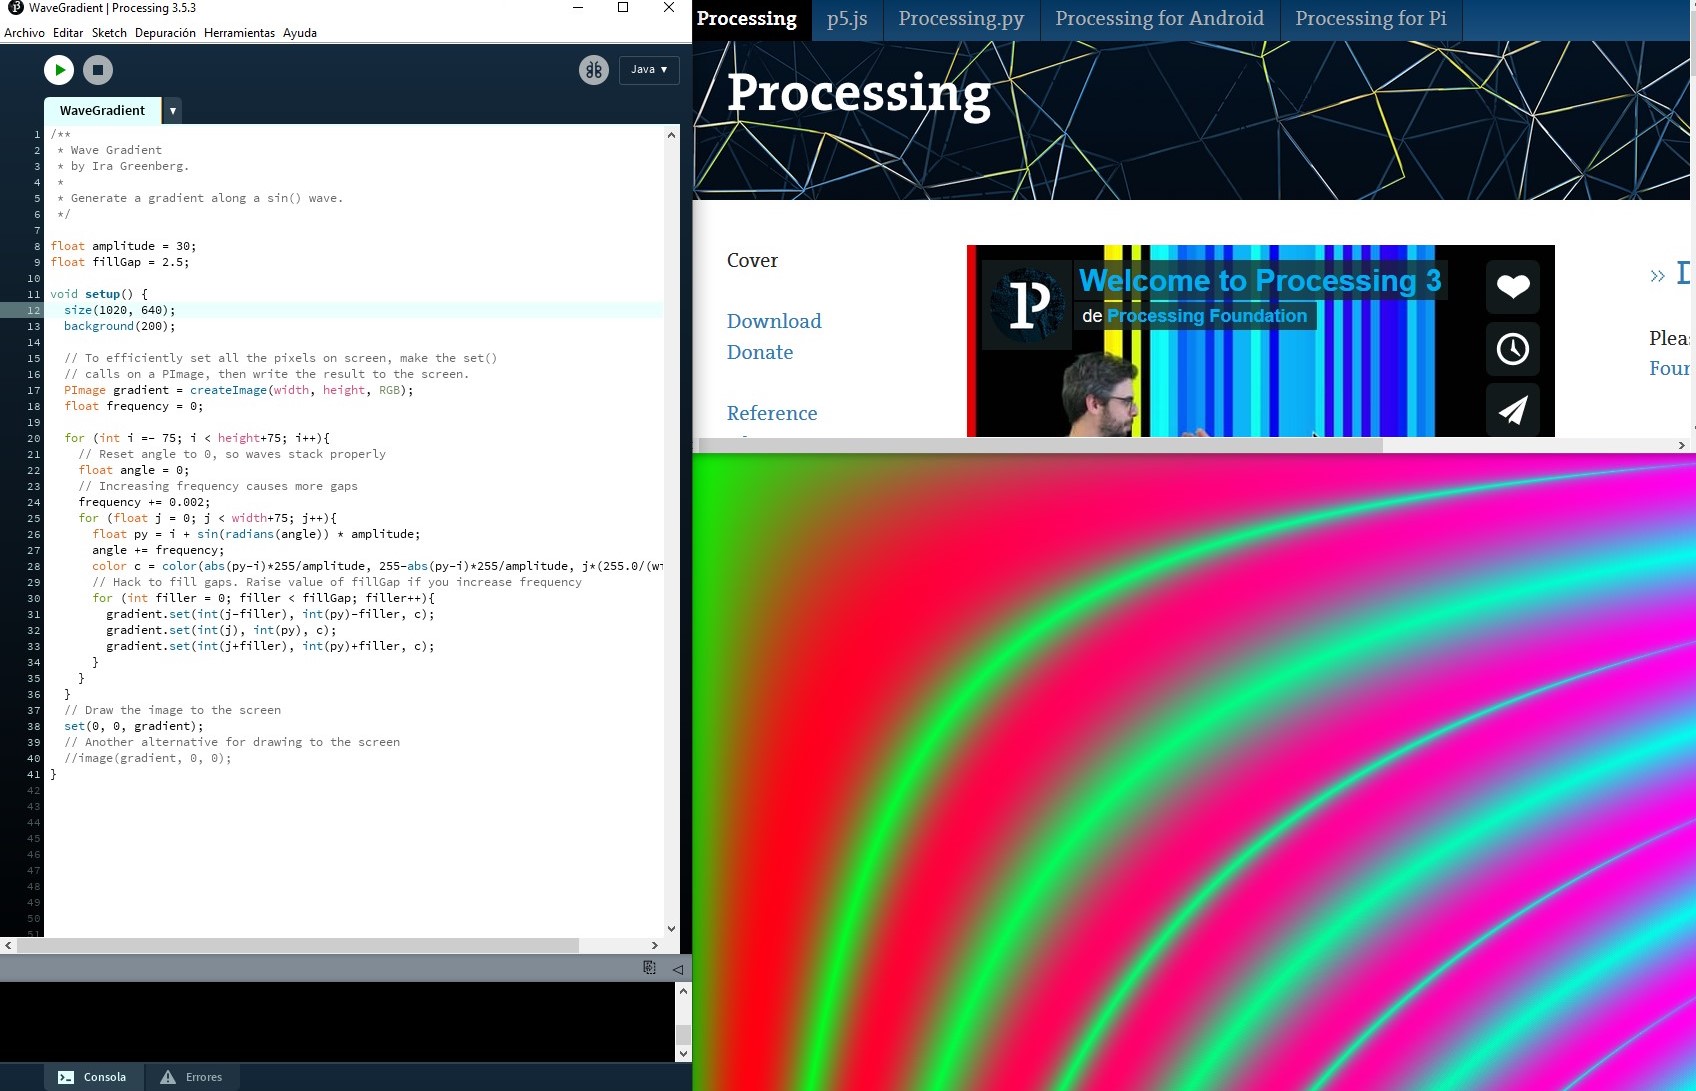 WaveGradient | Processing 3.5.3
Archivo Editar Sketch Depuración Herramientas Ayuda
Java ▼
WaveGradient ▼
1 /**
2  * Wave Gradient
3  * by Ira Greenberg.
4  *
5  * Generate a gradient along a sin() wave.
6  */
7
8 float amplitude = 30;
9 float fillGap = 2.5;
10
11 void setup() {
12   size(1020, 640);
13   background(200);
14
15   // To efficiently set all the pixels on screen, make the set()
16   // calls on a PImage, then write the result to the screen.
17   PImage gradient = createImage(width, height, RGB);
18   float frequency = 0;
19
20   for (int i =- 75; i < height+75; i++){
21     // Reset angle to 0, so waves stack properly
22     float angle = 0;
23     // Increasing frequency causes more gaps
24     frequency += 0.002;
25     for (float j = 0; j < width+75; j++){
26       float py = i + sin(radians(angle)) * amplitude;
27       angle += frequency;
28       color c = color(abs(py-i)*255/amplitude, 255-abs(py-i)*255/amplitude, j*(255.0/(wi
29       // Hack to fill gaps. Raise value of fillGap if you increase frequency
30       for (int filler = 0; filler < fillGap; filler++){
31         gradient.set(int(j-filler), int(py)-filler, c);
32         gradient.set(int(j), int(py), c);
33         gradient.set(int(j+filler), int(py)+filler, c);
34       }
35     }
36   }
37   // Draw the image to the screen
38   set(0, 0, gradient);
39   // Another alternative for drawing to the screen
40   //image(gradient, 0, 0);
41 }
42
43
44
45
46
47
48
49
50
51
Consola Errores
Processing p5.js Processing.py Processing for Android Processing for Pi
Processing
Cover
Download
Donate
Reference
Welcome to Processing 3
de Processing Foundation
»
Plea
Four